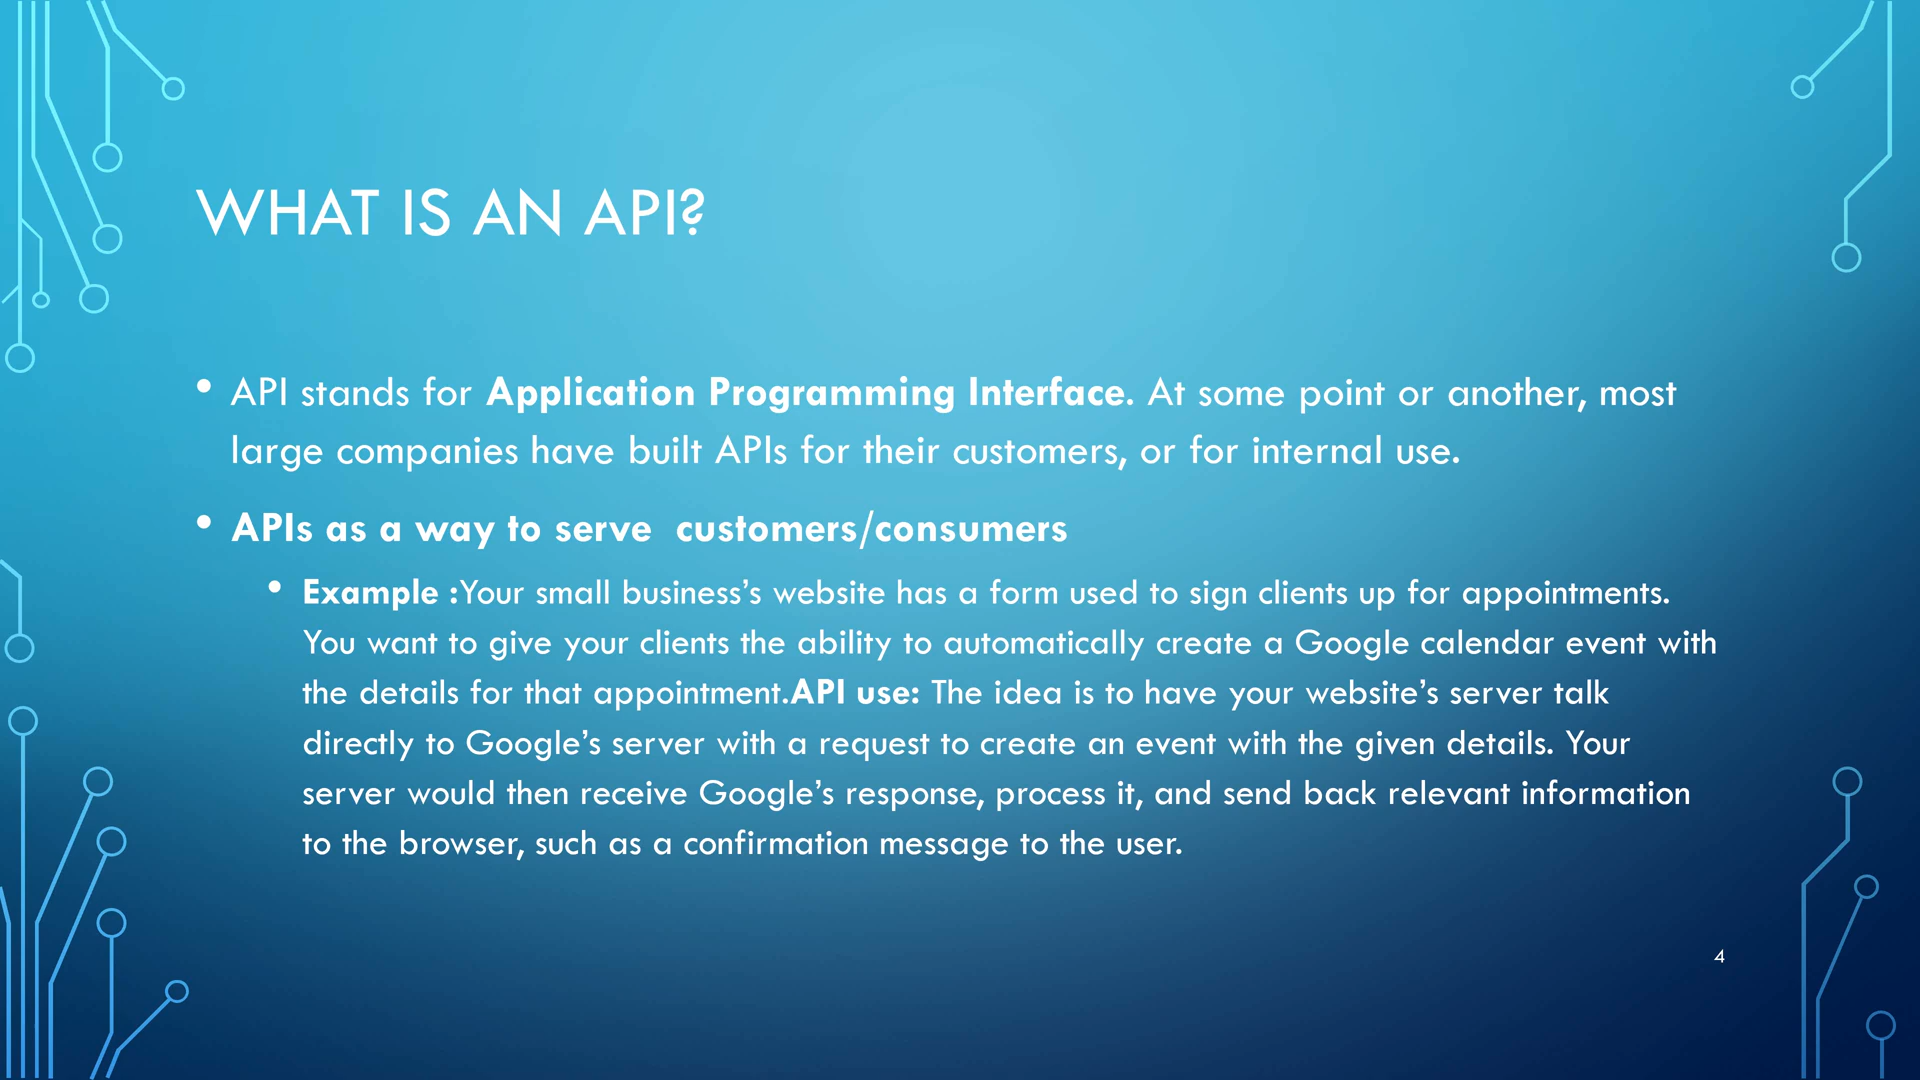 WHAT IS AN API?
• API stands for Application Programming Interface. At some point or another, most
large companies have built APIs for their customers, or for internal use.
• APIs as a way to serve  customers/consumers
• Example :Your small business’s website has a form used to sign clients up for appointments.
You want to give your clients the ability to automatically create a Google calendar event with
the details for that appointment.API use: The idea is to have your website’s server talk
directly to Google’s server with a request to create an event with the given details. Your
server would then receive Google’s response, process it, and send back relevant information
to the browser, such as a confirmation message to the user.
4